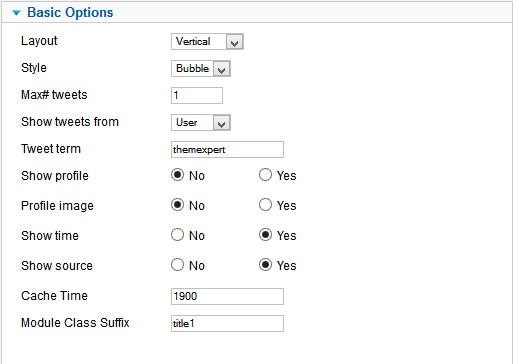 Basic Options
Layout Vertical
Style Bubble
Max# tweets 1
Show tweets from User
Tweet term themexpert
Show profile No Yes
Profile image No Yes
Show time No Yes
Show source No Yes
Cache Time 1900
Module Class Suffix title1